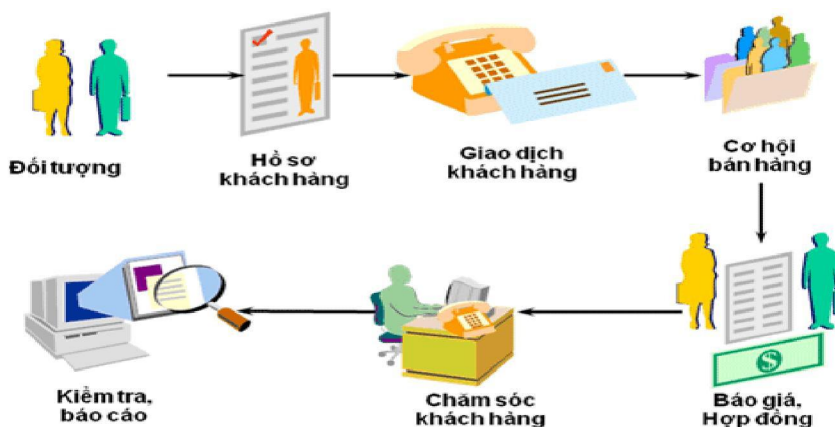 Đối tượng
Hồ sơ
khách hàng
Giao dịch
khách hàng
Cơ hội
bán hàng
Kiểm tra,
báo cáo
Chăm sóc
khách hàng
$
Báo giá,
Hợp đồng